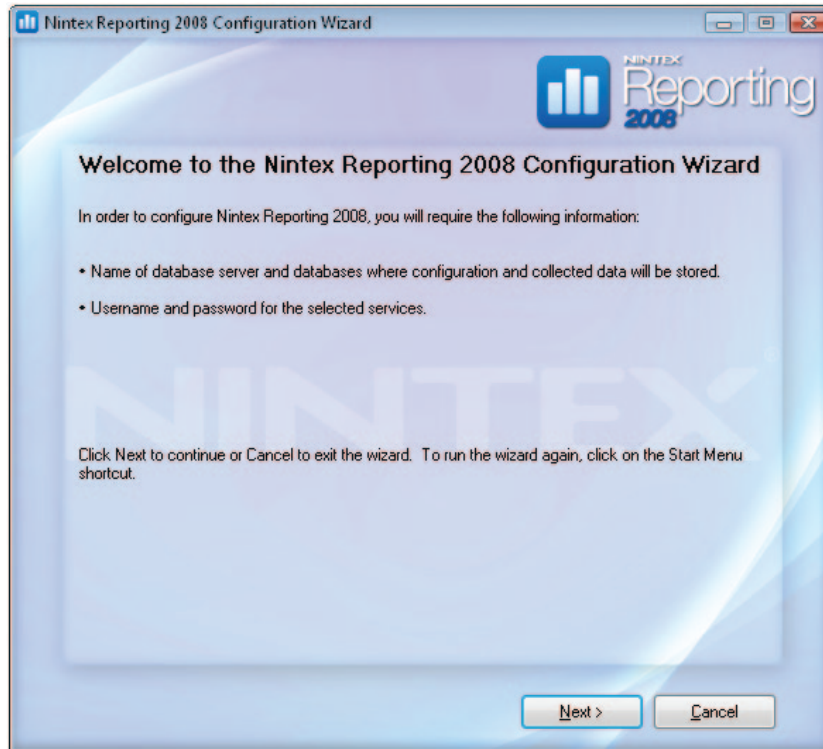 Nintex Reporting 2008 Configuration Wizard
NINTEX
Reporting
2008
Welcome to the Nintex Reporting 2008 Configuration Wizard
In order to configure Nintex Reporting 2008, you will require the following information:
• Name of database server and databases where configuration and collected data will be stored.
• Username and password for the selected services.
NINTEX®
Click Next to continue or Cancel to exit the wizard.  To run the wizard again, click on the Start Menu
shortcut.
Next >
Cancel